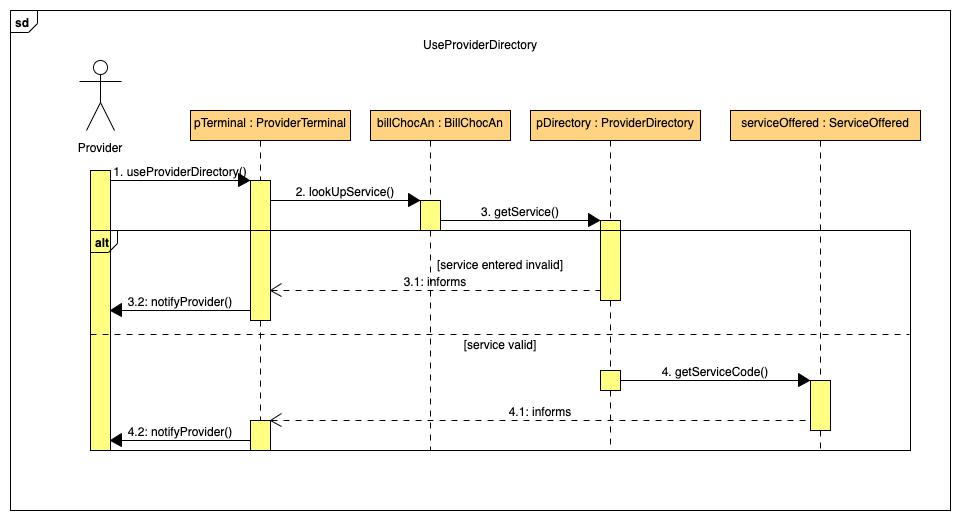 sd
UseProviderDirectory
Provider
pTerminal : ProviderTerminal
billChocAn : BillChocAn
pDirectory : ProviderDirectory
serviceOffered : ServiceOffered
1. useProviderDirectory()
2. lookUpService()
3. getService()
alt
[service entered invalid]
3.1: informs
3.2: notifyProvider()
[service valid]
4. getServiceCode()
4.1: informs
4.2: notifyProvider()